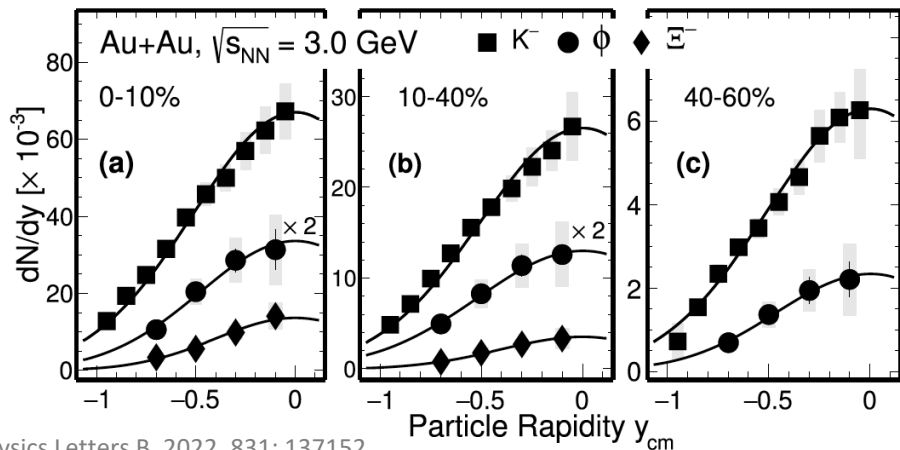 Au+Au, √sNN = 3.0 GeV ■ K⁻ ● ϕ ◆ Ξ⁻
dN/dy [× 10⁻³]
80
60
40
20
0
0-10%
(a)
× 2
−1 −0.5 0
30
20
10
0
10-40%
(b)
× 2
−1 −0.5 0
6
4
2
0
40-60%
(c)
−1 −0.5 0
Particle Rapidity ycm
ysics Letters B, 2022, 831: 137152